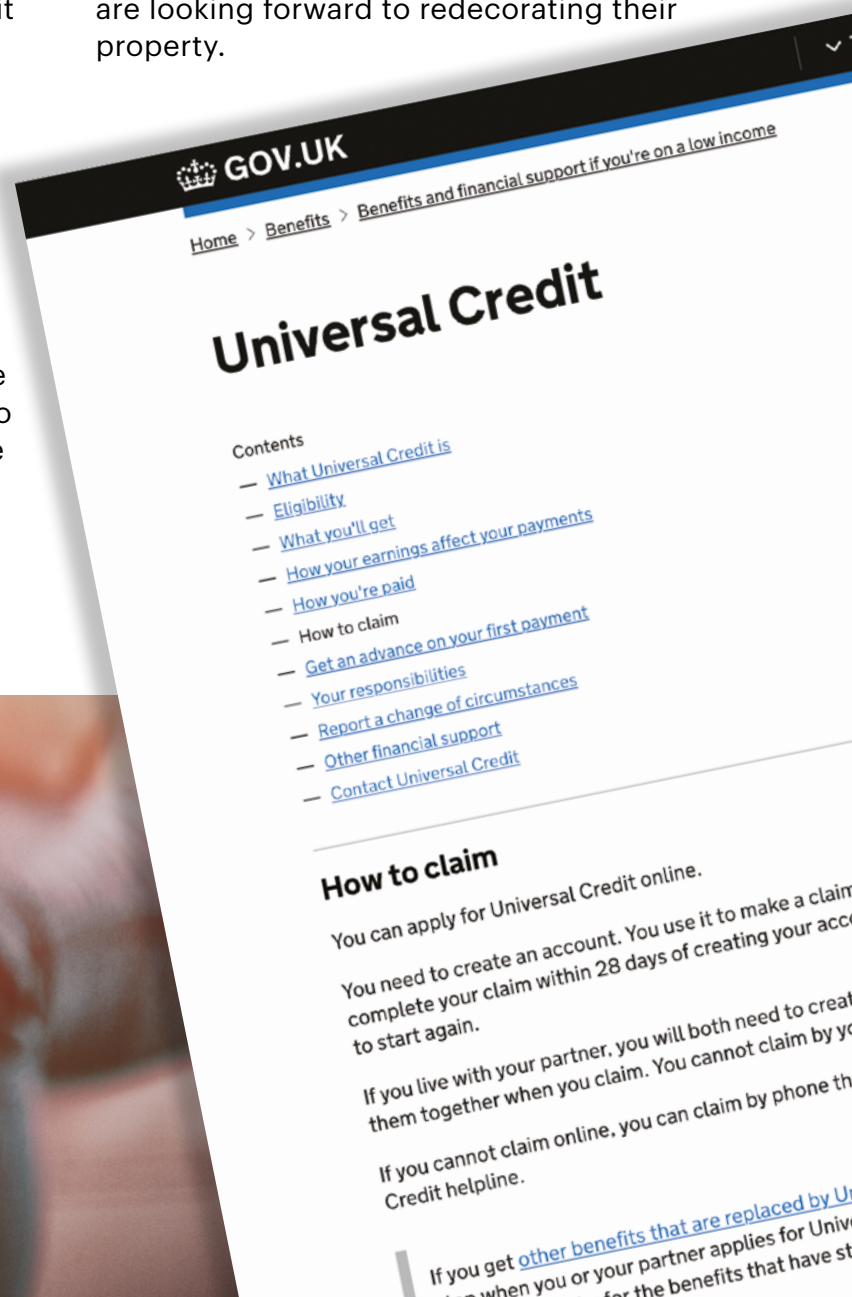 it
are looking forward to redecorating their
property.
GOV.UK
Home > Benefits > Benefits and financial support if you're on a low income
Universal Credit
e
o
e
Contents
— What Universal Credit is
— Eligibility
— What you'll get
— How your earnings affect your payments
— How you're paid
— How to claim
— Get an advance on your first payment
— Your responsibilities
— Report a change of circumstances
— Other financial support
— Contact Universal Credit
How to claim
You can apply for Universal Credit online.
You need to create an account. You use it to make a claim
complete your claim within 28 days of creating your
to start again.
If you live with your partner, you will both need to
them together when you claim. You cannot claim by
If you cannot claim online, you can claim by phone
Credit helpline.
If you get other benefits that are replaced by
when you or your partner applies for
for the benefits that have